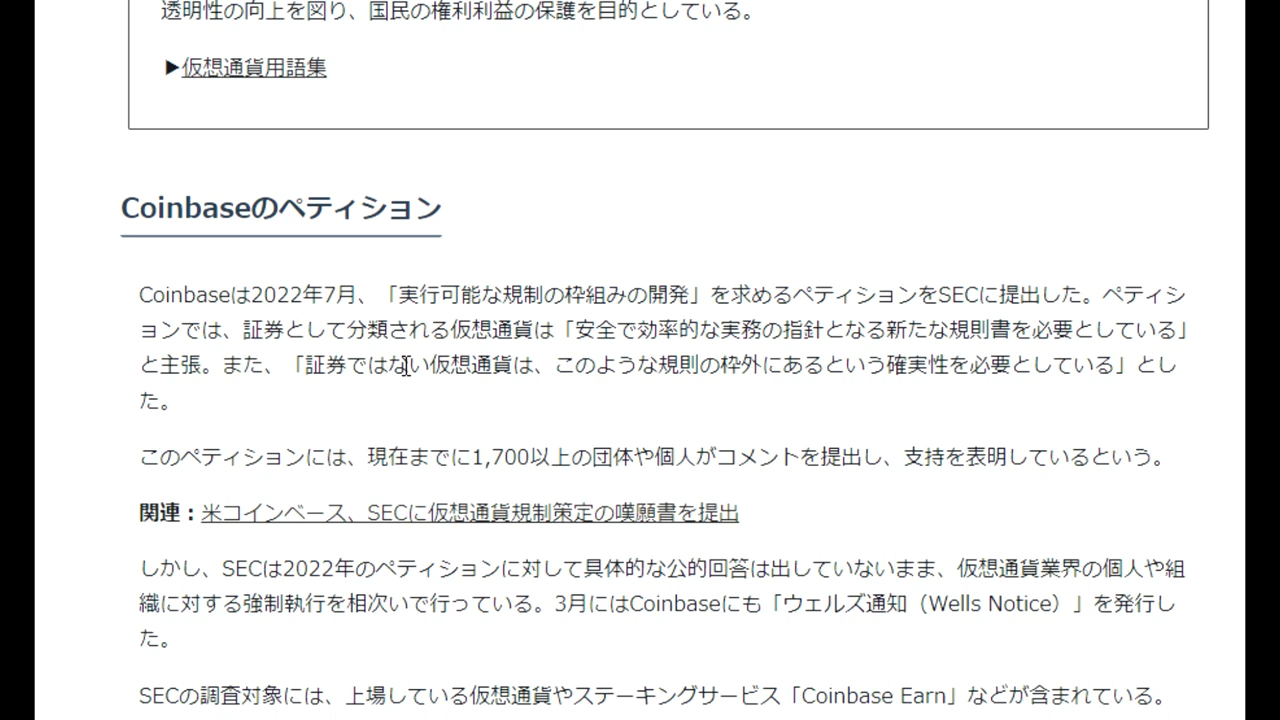 透明性の向上を図り、国民の権利利益の保護を目的としている。
▶仮想通貨用語集
Coinbaseのペティション
Coinbaseは2022年7月、「実行可能な規制の枠組みの開発」を求めるペティションをSECに提出した。ペティシ
ョンでは、証券として分類される仮想通貨は「安全で効率的な実務の指針となる新たな規則書を必要としている」
と主張。また、「証券ではない仮想通貨は、このような規則の枠外にあるという確実性を必要としている」とし
た。
このペティションには、現在までに1,700以上の団体や個人がコメントを提出し、支持を表明しているという。
関連：米コインベース、SECに仮想通貨規制策定の嘆願書を提出
しかし、SECは2022年のペティションに対して具体的な公的回答は出していないまま、仮想通貨業界の個人や組
織に対する強制執行を相次いで行っている。3月にはCoinbaseにも「ウェルズ通知（Wells Notice）」を発行し
た。
SECの調査対象には、上場している仮想通貨やステーキングサービス「Coinbase Earn」などが含まれている。